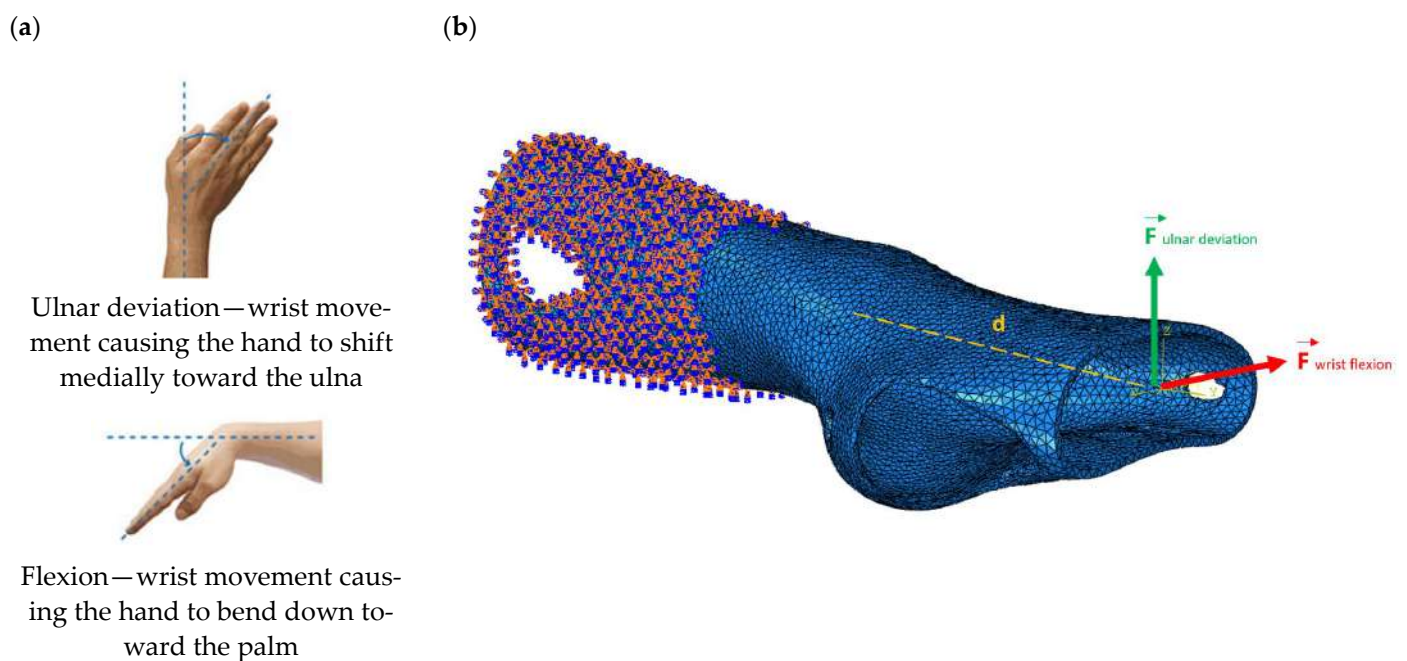 (a)
Ulnar deviation—wrist move-
ment causing the hand to shift
medially toward the ulna
Flexion—wrist movement caus-
ing the hand to bend down to-
ward the palm
(b)
F ulnar deviation
d
F wrist flexion
z
Y